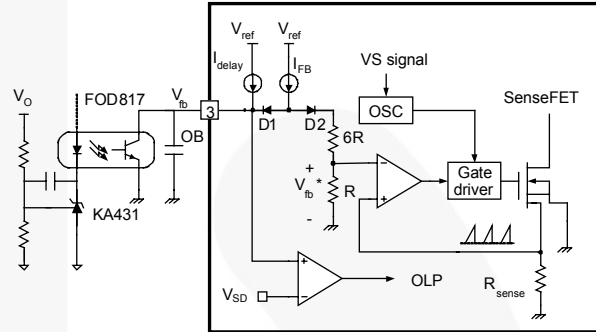 V_ref V_ref
I_delay I_FB
VS signal
V_O FOD817 V_fb 3 D1 D2 OSC SenseFET
OB 6R
+
V_fb * R − Gate driver
-
+
KA431
+
V_SD − OLP R_sense